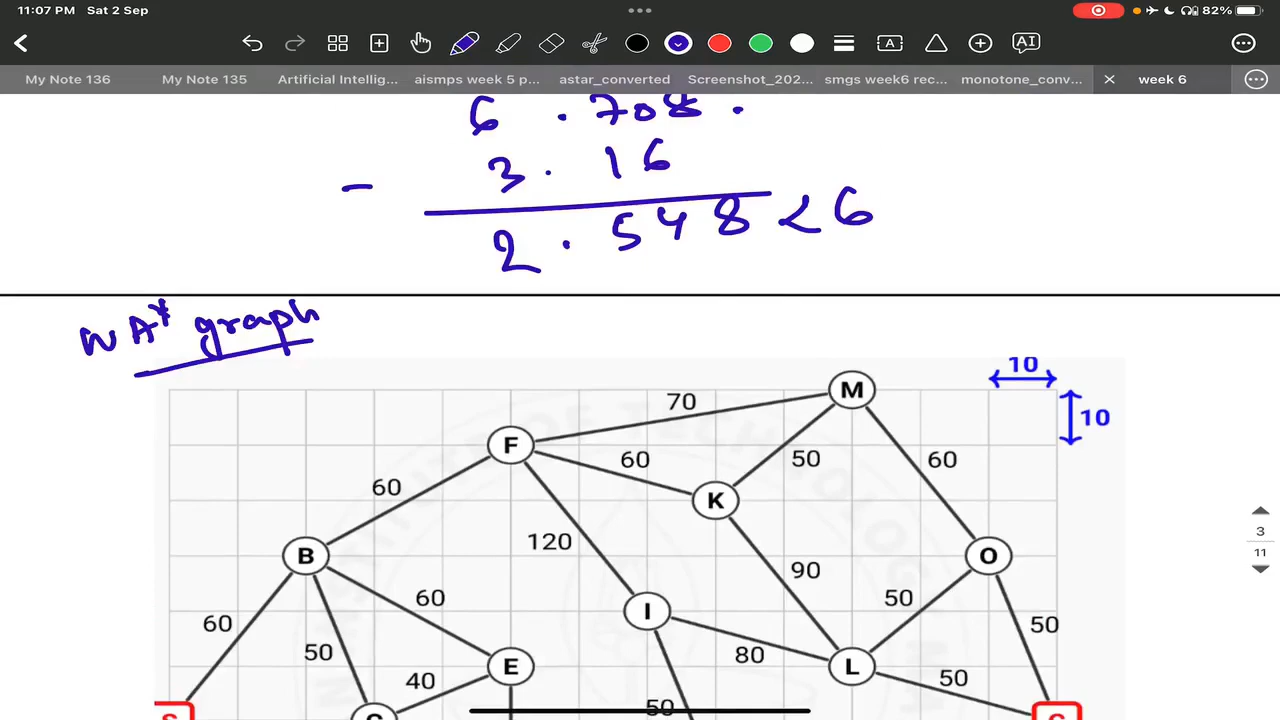 11:07 PM Sat 2 Sep
82%
A
AI
My Note 136 My Note 135 Artificial Intellig... aismps week 5 p... astar_converted Screenshot_202... smgs week6 rec... monotone_conv... week 6
6 . 708 .
- 3 . 16
2 . 548 < 6
WA* graph
10
M
70
10
F
60 50 60
60
K
3
120
11
B O
90
60 50
60 I 50
50 80
E L
40 50
S C 50 G